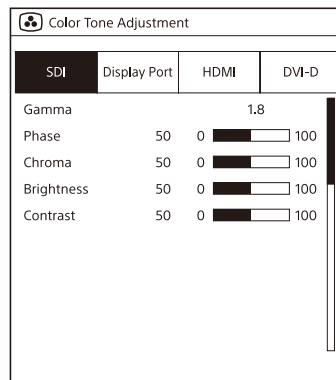 Color Tone Adjustment
SDI Display Port HDMI DVI-D
Gamma 1.8
Phase 50 0 100
Chroma 50 0 100
Brightness 50 0 100
Contrast 50 0 100